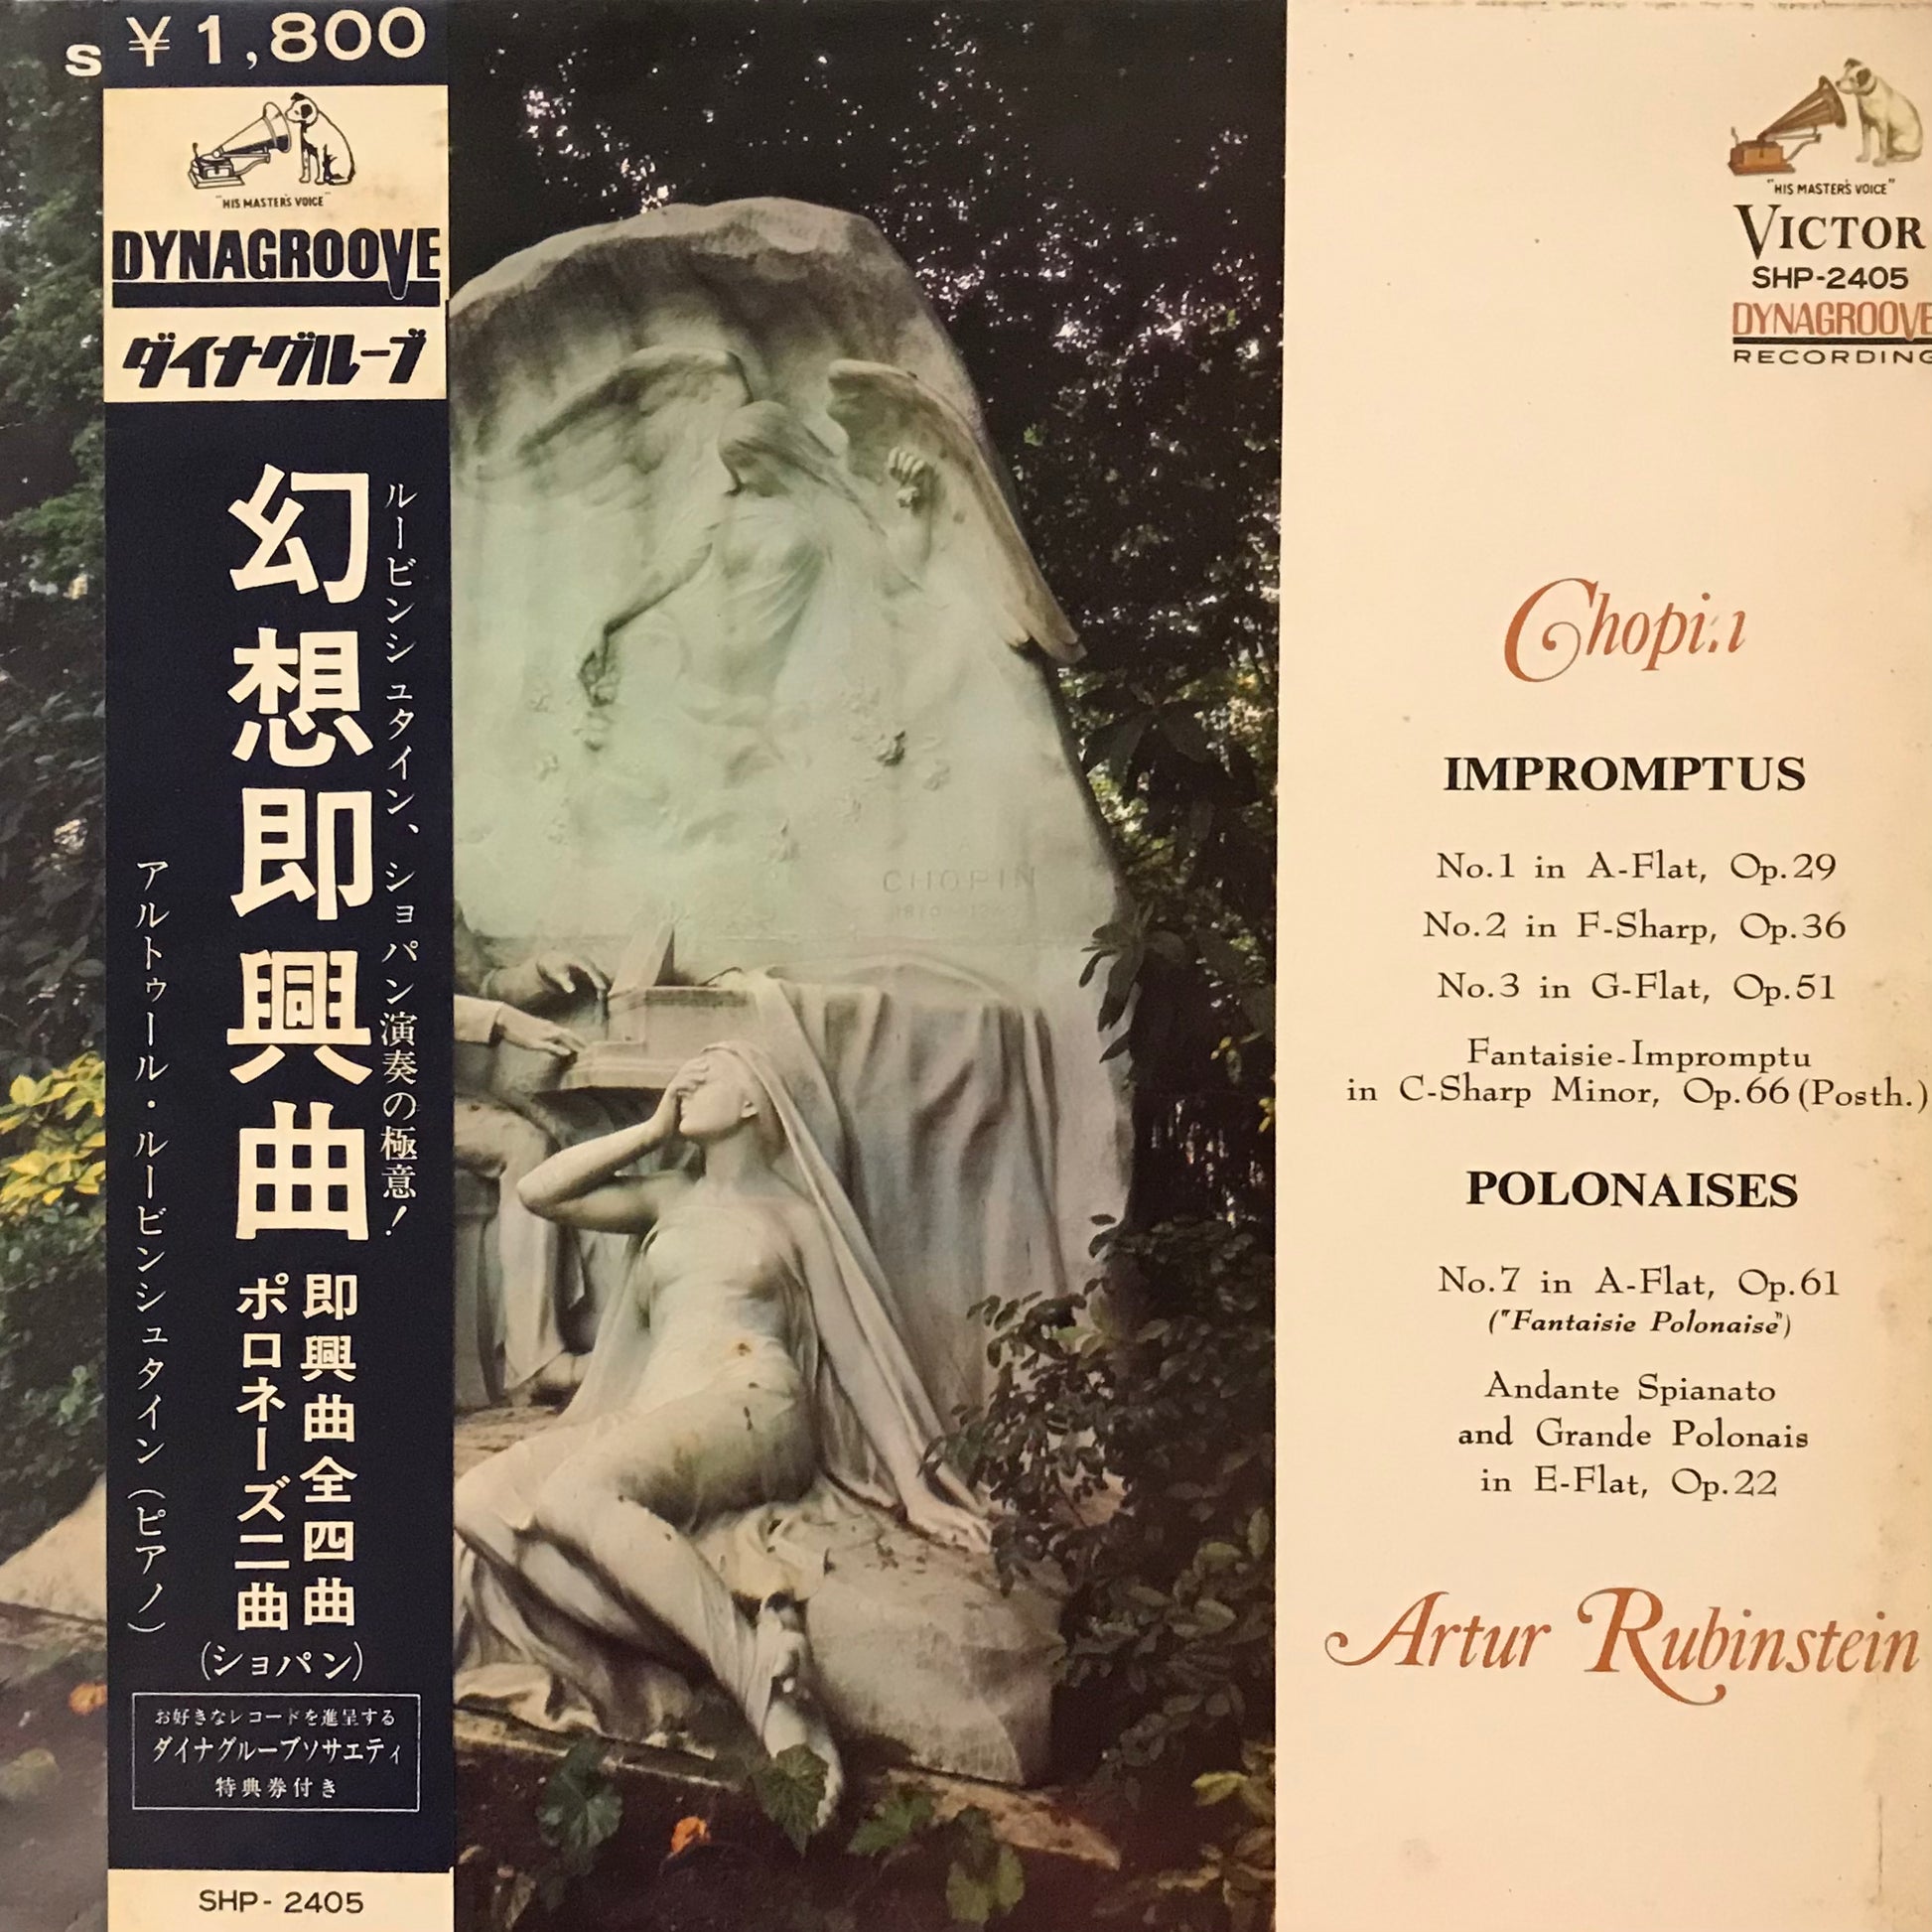 S ¥1,800
"HIS MASTER'S VOICE"
DYNAGROOVE
ダイナグルーブ
ルービンシュタイン、ショパン演奏の極意!
幻想即興曲
即興曲全四曲
ポロネーズ二曲
(ショパン)
アルトゥール・ルービンシュタイン(ピアノ)
お好きなレコードを進呈する
ダイナグルーブソサエティ
特典券付き
SHP-2405
CHOPIN
"HIS MASTER'S VOICE"
VICTOR
SHP-2405
DYNAGROOVE
RECORDING
Chopin
IMPROMPTUS
No.1 in A-Flat, Op.29
No.2 in F-Sharp, Op.36
No.3 in G-Flat, Op.51
Fantaisie-Impromptu
in C-Sharp Minor, Op.66 (Posth.)
POLONAISES
No.7 in A-Flat, Op.61
("Fantaisie Polonaise")
Andante Spianato
and Grande Polonais
in E-Flat, Op.22
Artur Rubinstein